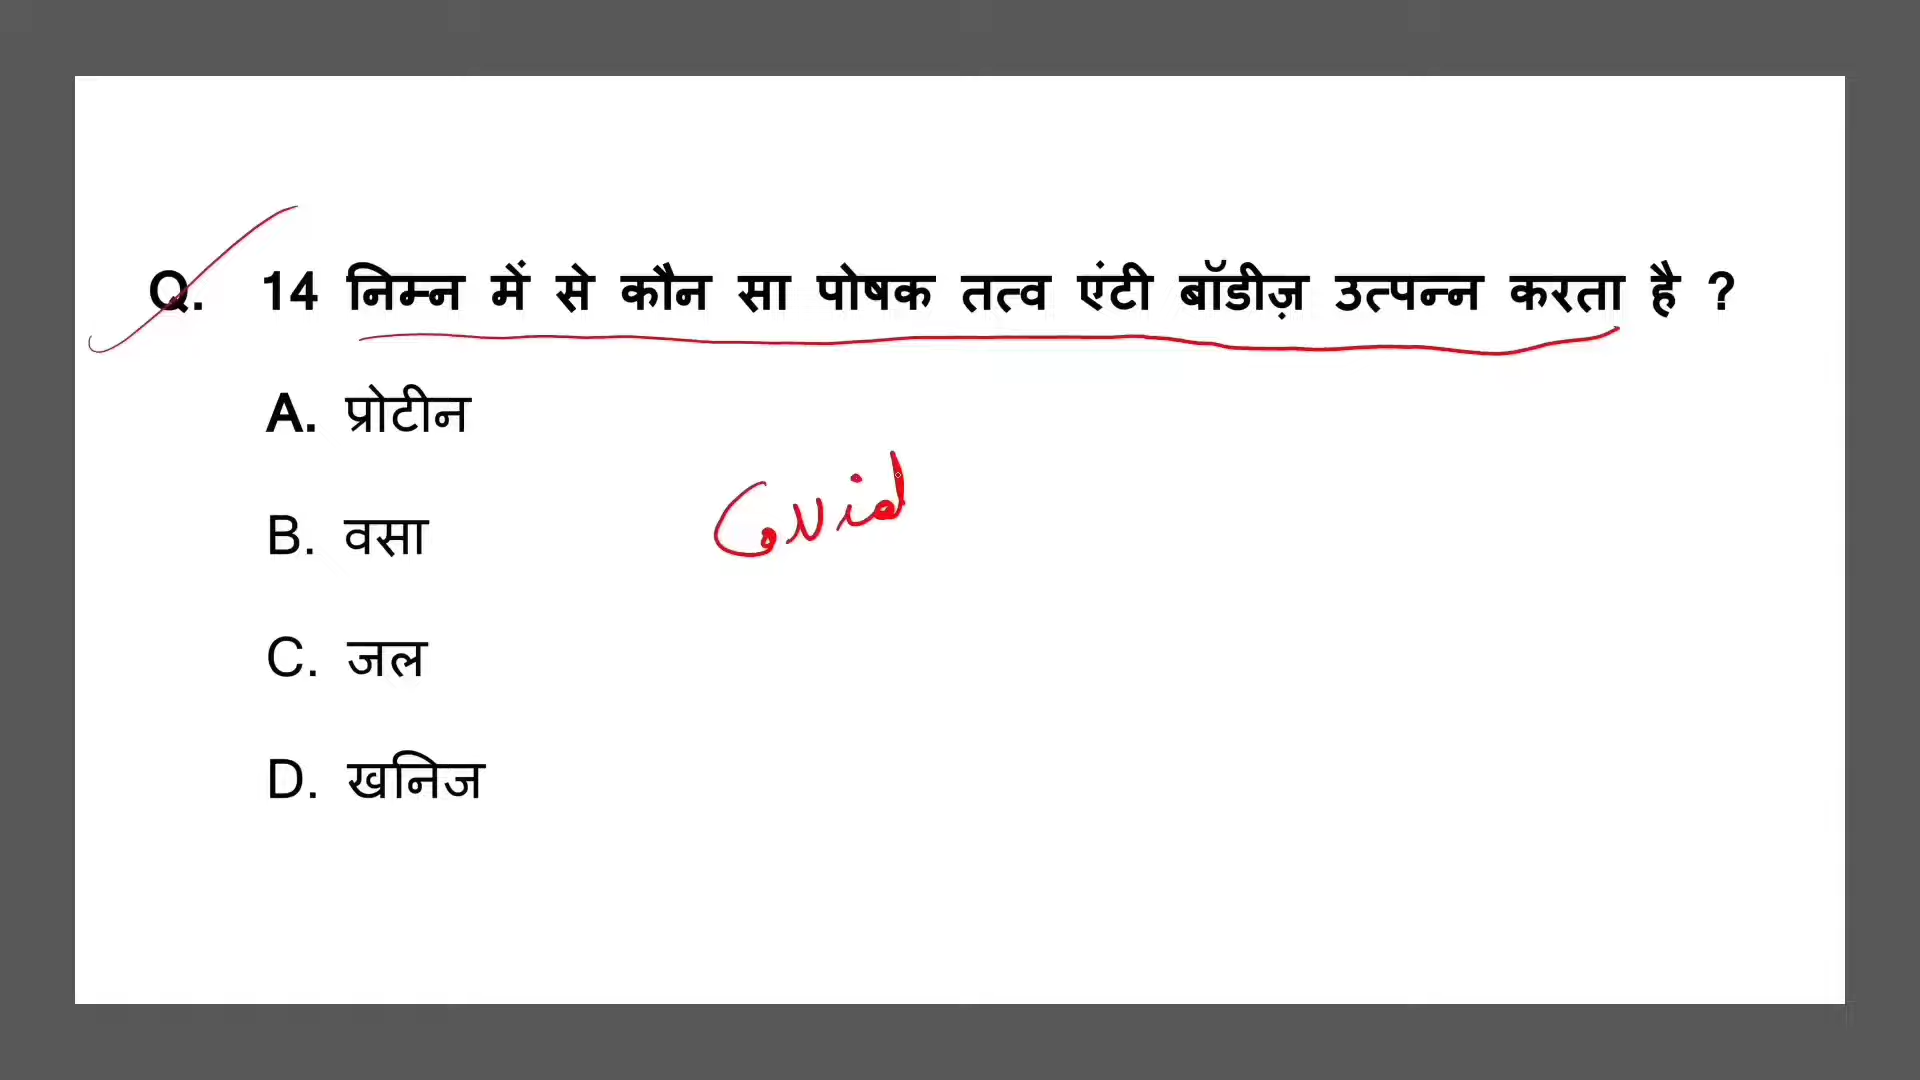 Q. 14 निम्न में से कौन सा पोषक तत्व एंटी बॉडीज़ उत्पन्न करता है ?
A. प्रोटीन
Covid
B. वसा
C. जल
D. खनिज